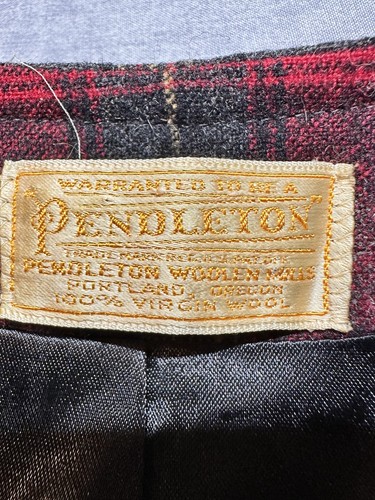 WARRANTED TO BE A
"PENDLETON"
TRADE MARK REG. U.S. PAT. OFF.
PENDLETON WOOLEN MILLS
PORTLAND, OREGON
100% VIRGIN WOOL